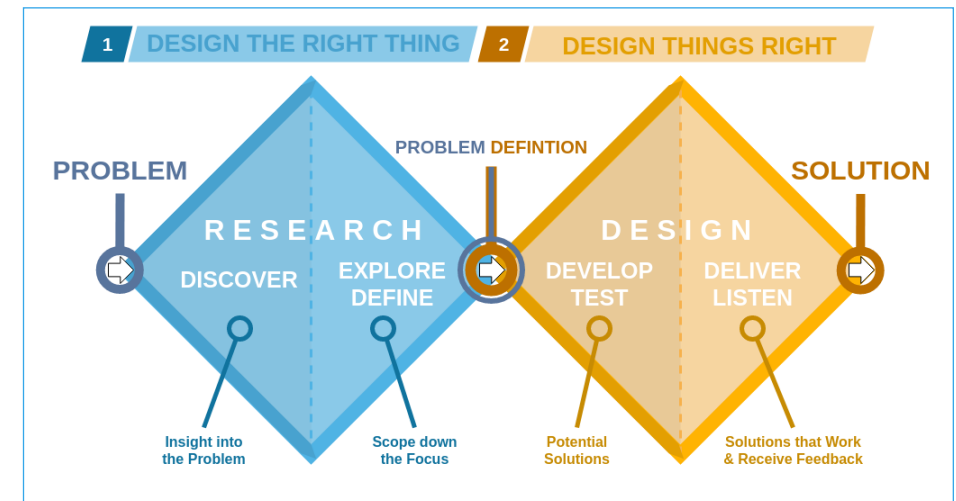 1 DESIGN THE RIGHT THING 2 DESIGN THINGS RIGHT
PROBLEM DEFINTION
PROBLEM
SOLUTION
RESEARCH
DESIGN
DISCOVER
EXPLORE
DEFINE
DEVELOP
TEST
DELIVER
LISTEN
Insight into
the Problem
Scope down
the Focus
Potential
Solutions
Solutions that Work
& Receive Feedback